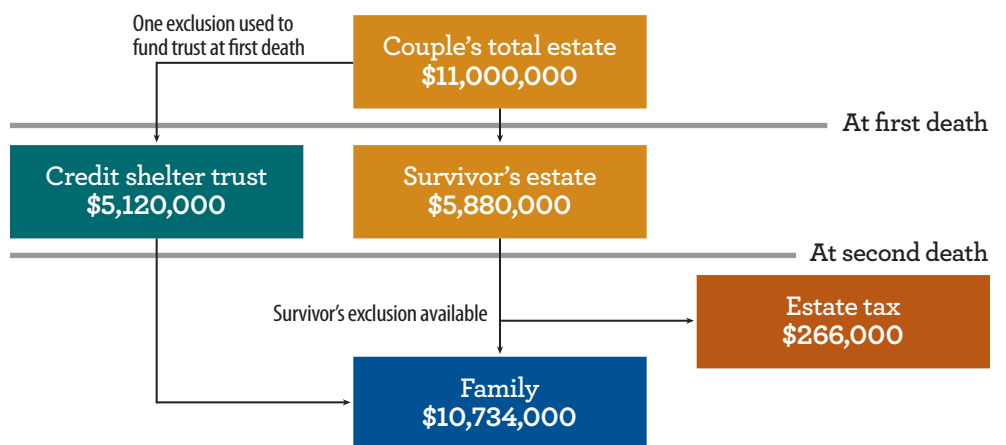 One exclusion used to
fund trust at first death
Couple’s total estate
$11,000,000
At first death
Credit shelter trust
$5,120,000
Survivor’s estate
$5,880,000
At second death
Survivor’s exclusion available
Estate tax
$266,000
Family
$10,734,000